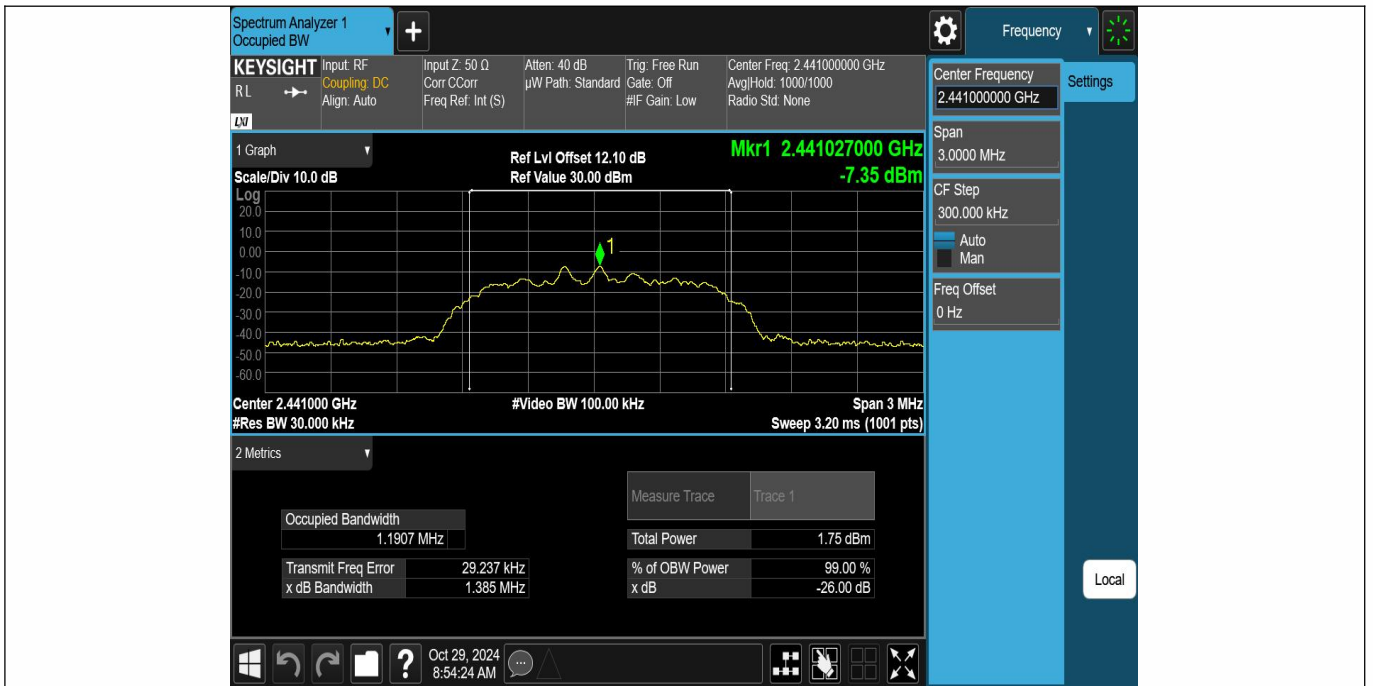 Spectrum Analyzer 1
Occupied BW
+
Frequency
KEYSIGHT
RL
LXI
Input: RF
Coupling: DC
Align: Auto
Input Z: 50 Ω
Corr CCorr
Freq Ref: Int (S)
Atten: 40 dB
µW Path: Standard
Trig: Free Run
Gate: Off
#IF Gain: Low
Center Freq: 2.441000000 GHz
Avg|Hold: 1000/1000
Radio Std: None
Center Frequency
2.441000000 GHz
Settings
Span
3.0000 MHz
CF Step
300.000 kHz
Auto
Man
Freq Offset
0 Hz
Local
1 Graph
Scale/Div 10.0 dB
Ref Lvl Offset 12.10 dB
Ref Value 30.00 dBm
Mkr1 2.441027000 GHz
-7.35 dBm
Log
20.0
10.0
0.00
-10.0
-20.0
-30.0
-40.0
-50.0
-60.0
1
Center 2.441000 GHz
#Video BW 100.00 kHz
Span 3 MHz
#Res BW 30.000 kHz
Sweep 3.20 ms (1001 pts)
2 Metrics
Measure Trace Trace 1
Occupied Bandwidth
1.1907 MHz
Total Power 1.75 dBm
Transmit Freq Error 29.237 kHz
% of OBW Power 99.00 %
x dB Bandwidth 1.385 MHz
x dB -26.00 dB
?
Oct 29, 2024
8:54:24 AM